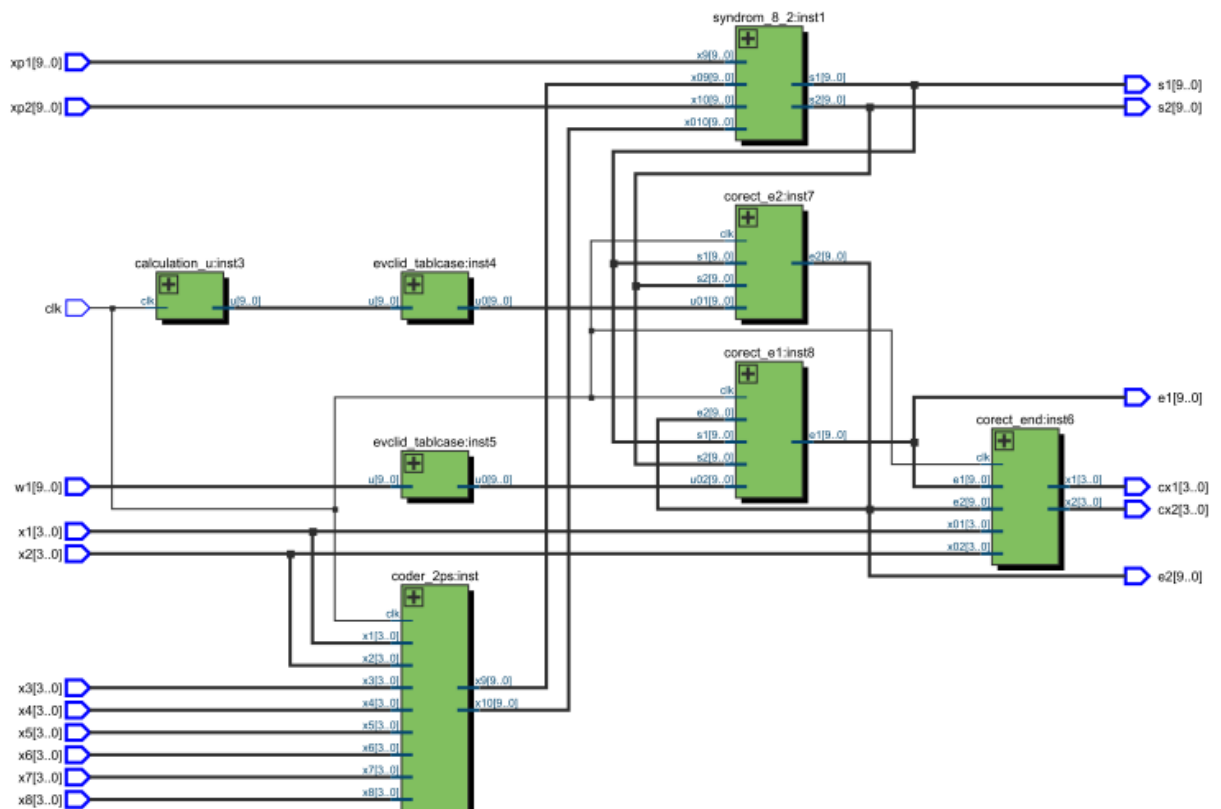 syndrom_8_2:inst1
xp1[9..0]
x9[9..0]
x09[9..0]
s1[9..0]
s1[9..0]
xp2[9..0]
x10[9..0]
s2[9..0]
s2[9..0]
x010[9..0]
corect_e2:inst7
clk
calculation_u:inst3
evclid_tablcase:inst4
s1[9..0]
e2[9..0]
s2[9..0]
clk
clk
u[9..0]
u[9..0]
u0[9..0]
u01[9..0]
corect_e1:inst8
clk
e1[9..0]
e2[9..0]
corect_end:inst6
evclid_tablcase:inst5
s1[9..0]
e1[9..0]
s2[9..0]
clk
w1[9..0]
u[9..0]
u0[9..0]
u02[9..0]
e1[9..0]
x1[3..0]
cx1[3..0]
e2[9..0]
x2[3..0]
cx2[3..0]
x1[3..0]
x01[3..0]
x2[3..0]
x02[3..0]
coder_2ps:inst
e2[9..0]
clk
x1[3..0]
x2[3..0]
x3[3..0]
x3[3..0]
x9[9..0]
x4[3..0]
x4[3..0]
x10[9..0]
x5[3..0]
x5[3..0]
x6[3..0]
x6[3..0]
x7[3..0]
x7[3..0]
x8[3..0]
x8[3..0]